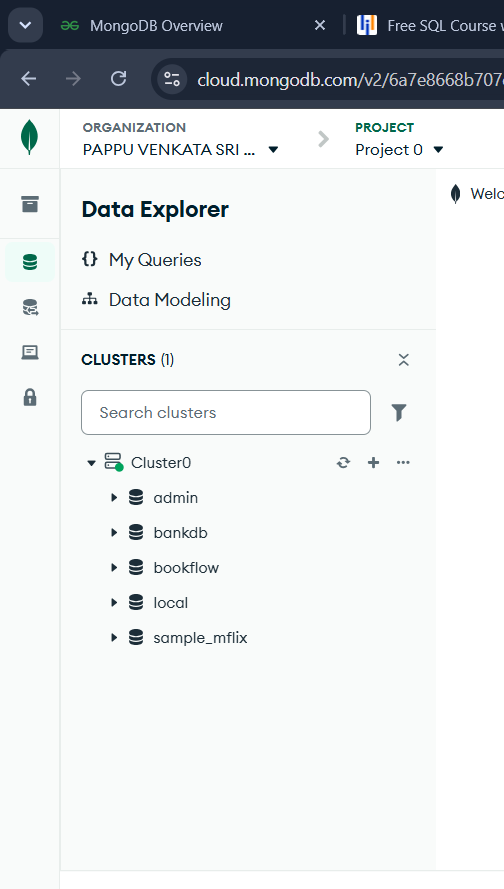 MongoDB Overview
Free SQL Course w
cloud.mongodb.com/v2/6a7e8668b707
ORGANIZATION
PROJECT
PAPPU VENKATA SRI ...
Project 0
Data Explorer
Welc
My Queries
Data Modeling
CLUSTERS (1)
Search clusters
Cluster0
admin
bankdb
bookflow
local
sample_mflix